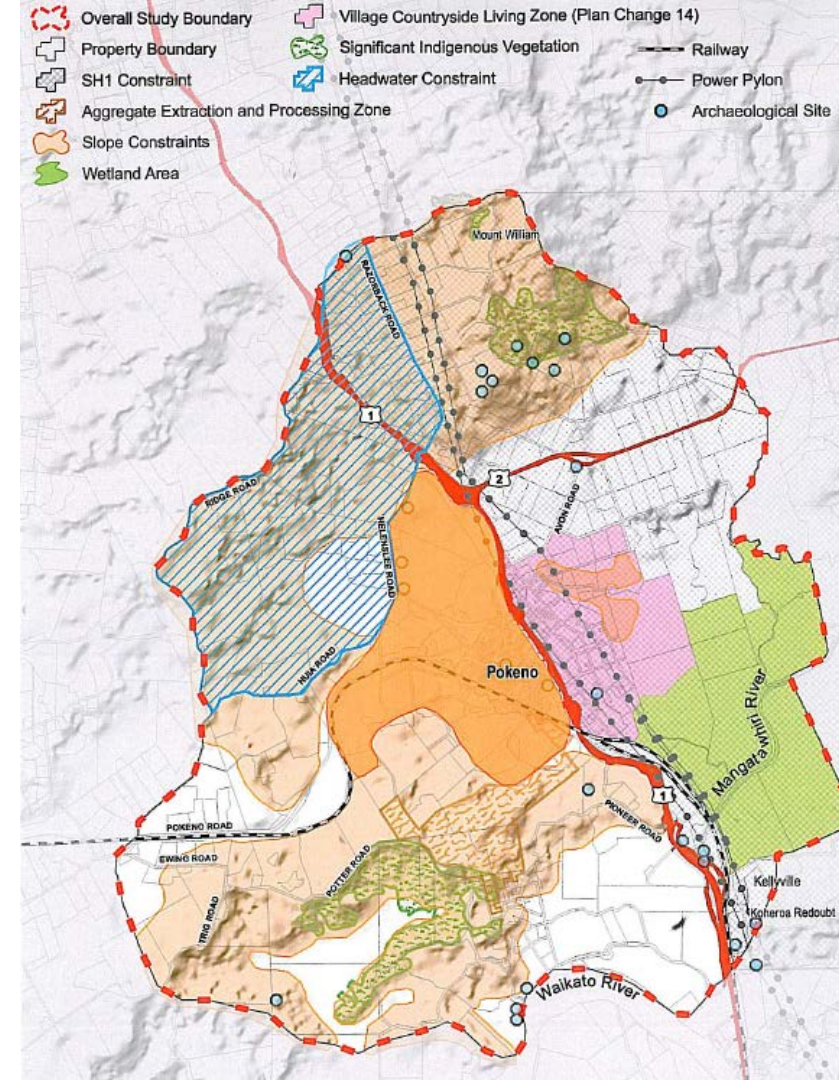 Overall Study Boundary
Village Countryside Living Zone (Plan Change 14)
Property Boundary
Significant Indigenous Vegetation
Railway
SH1 Constraint
Headwater Constraint
Power Pylon
Aggregate Extraction and Processing Zone
Archaeological Site
Slope Constraints
Wetland Area
Mount William
RAZORBACK ROAD
1
2
RIDGE ROAD
AVON ROAD
HELENSLEE ROAD
HUIA ROAD
Pokeno
Mangatawhiri River
1
PIONEER ROAD
POKENO ROAD
EWING ROAD
POTTER ROAD
Kellyville
TRIG ROAD
Koheroa Redoubt
Waikato River